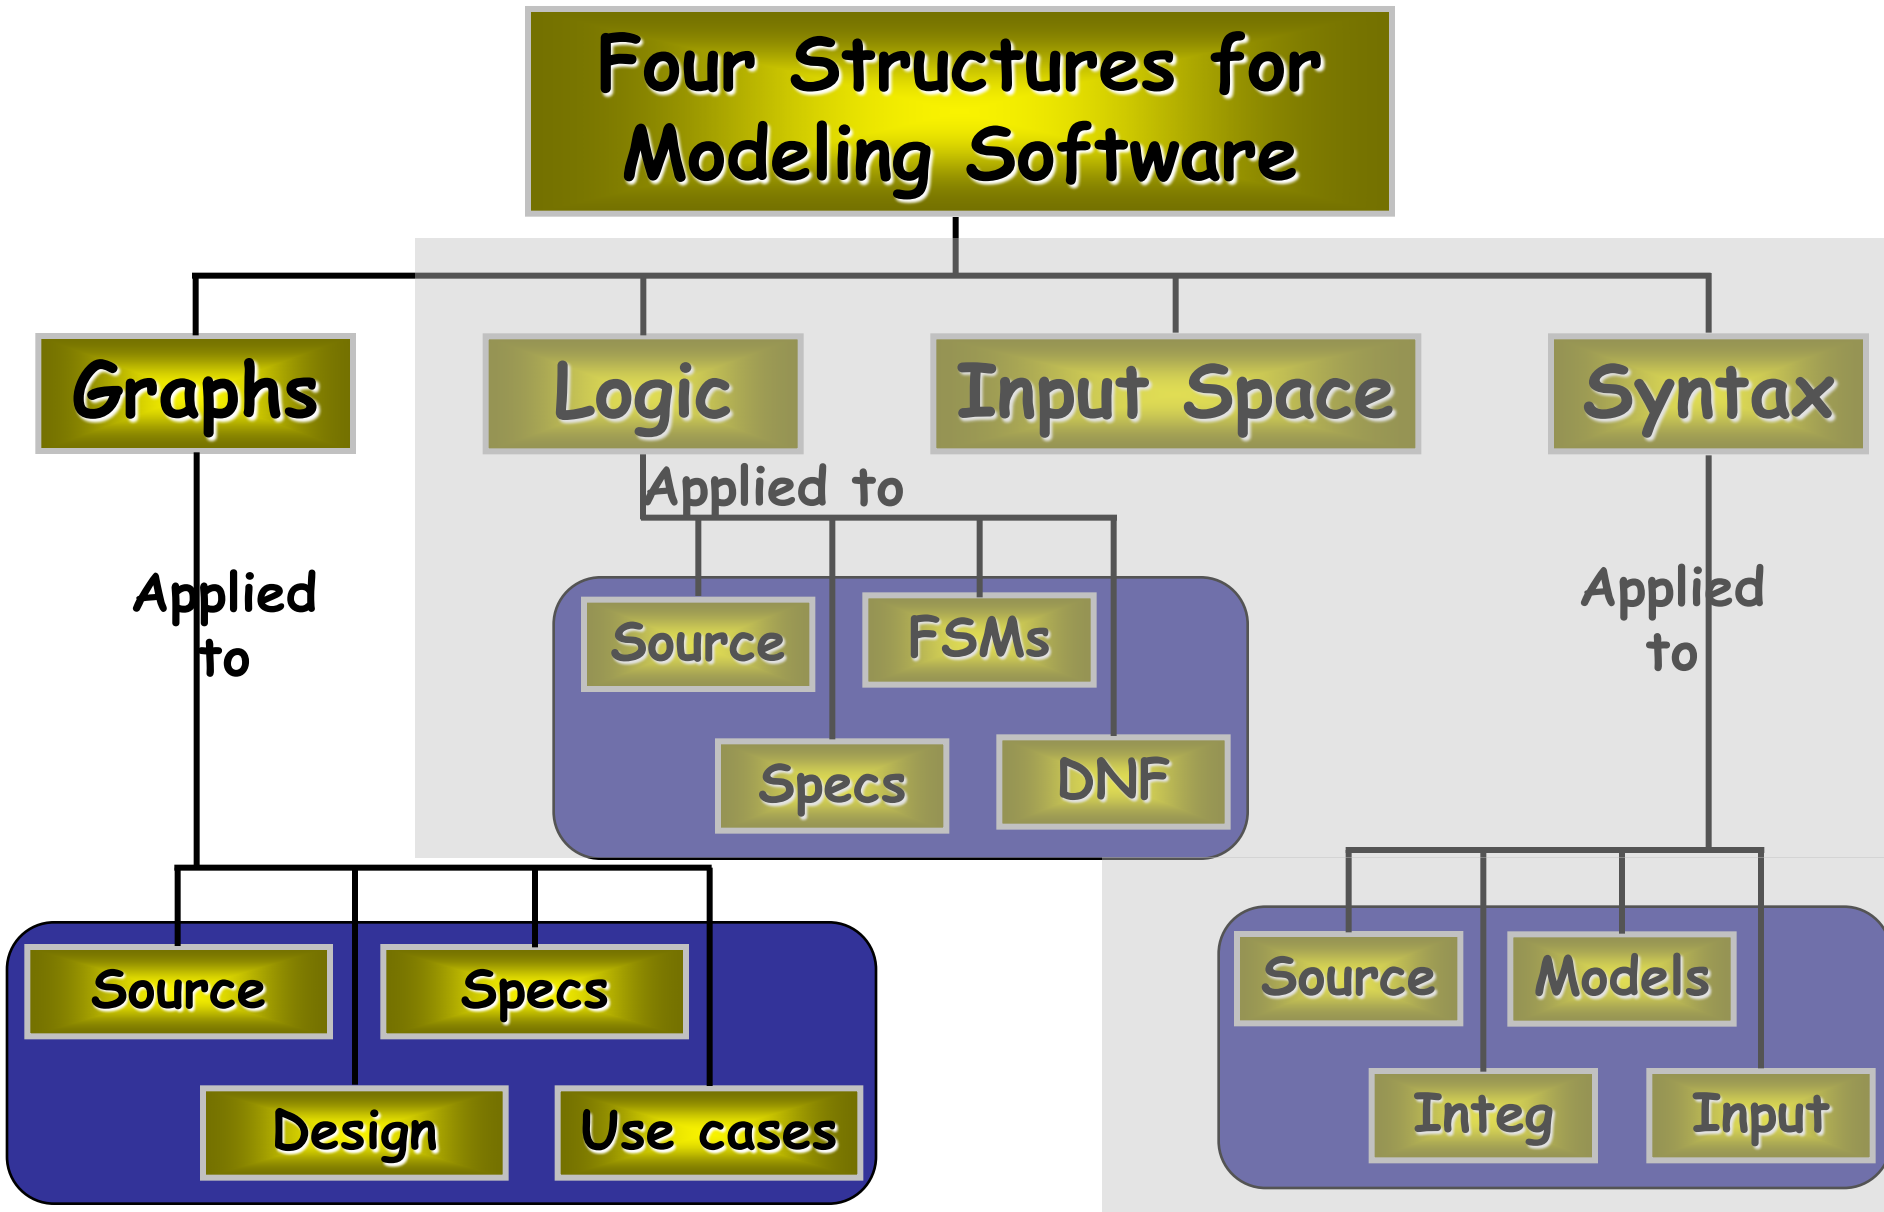 Four Structures for
Modeling Software
Graphs
Logic
Input Space
Syntax
Applied to
Applied
to
Applied
to
Source
FSMs
Specs
DNF
Source
Specs
Design
Use cases
Source
Models
Integ
Input